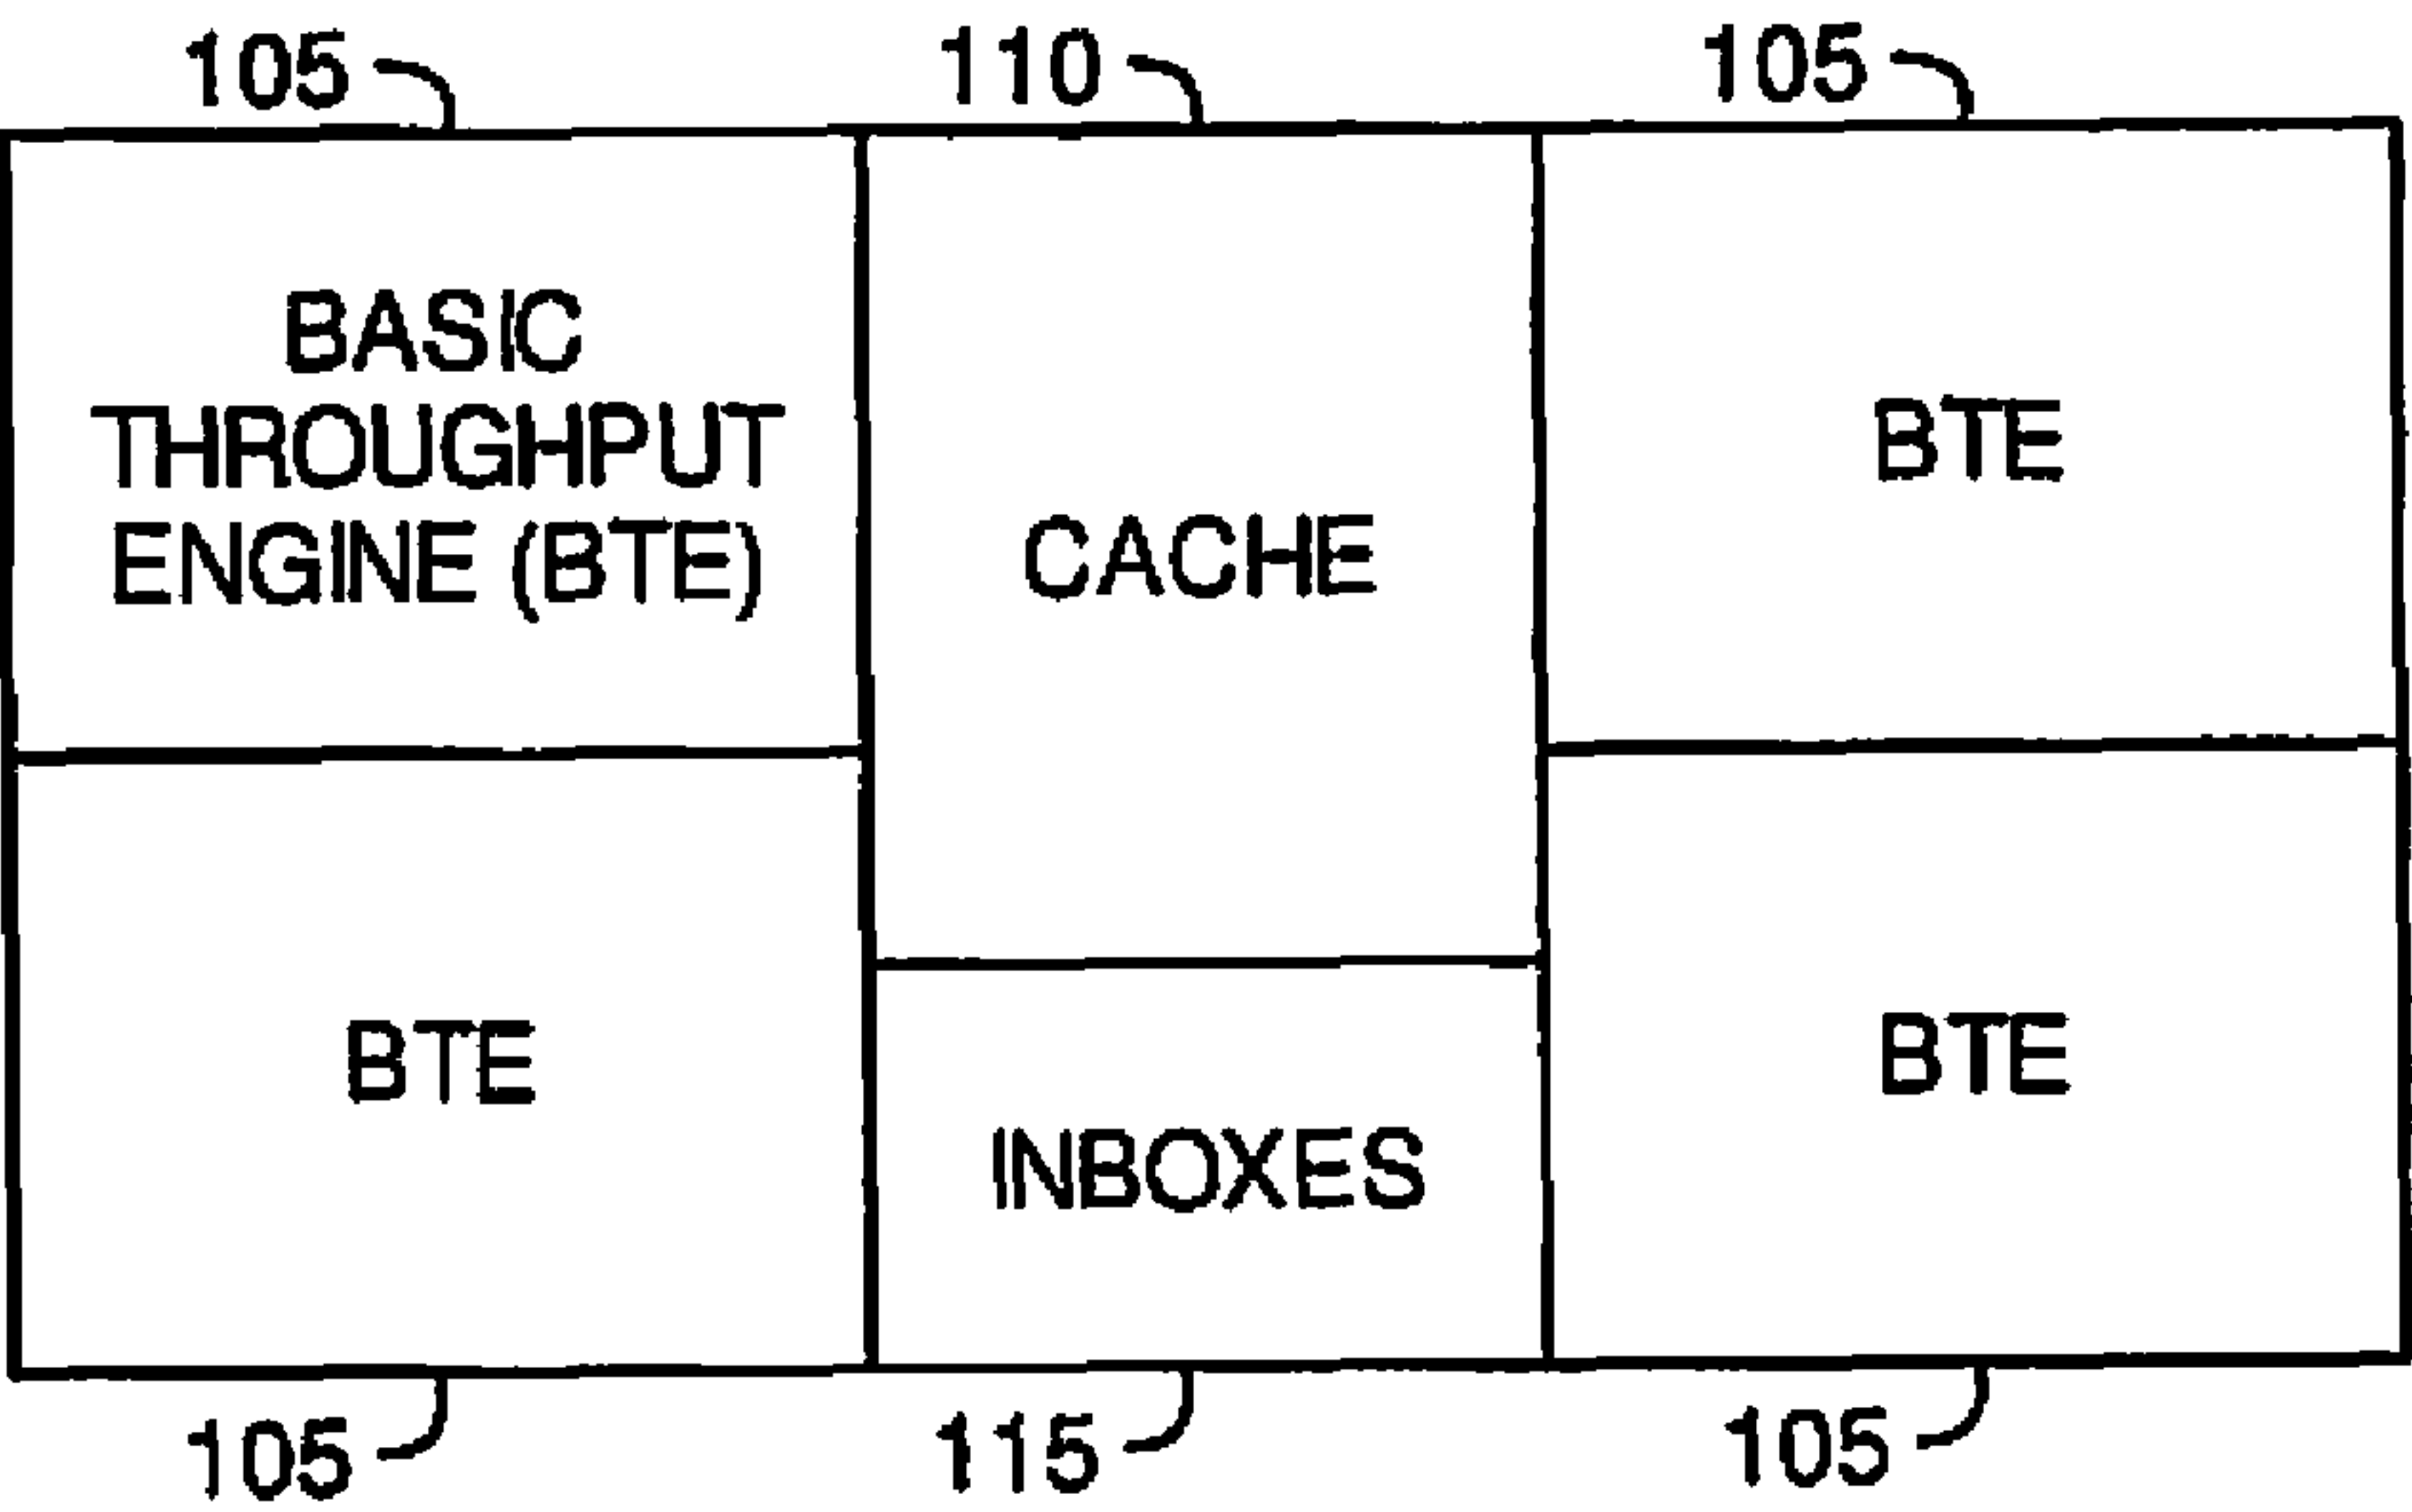 105
110
105
BASIC
THROUGHPUT
ENGINE (BTE)
CACHE
BTE
BTE
INBOXES
BTE
105
115
105